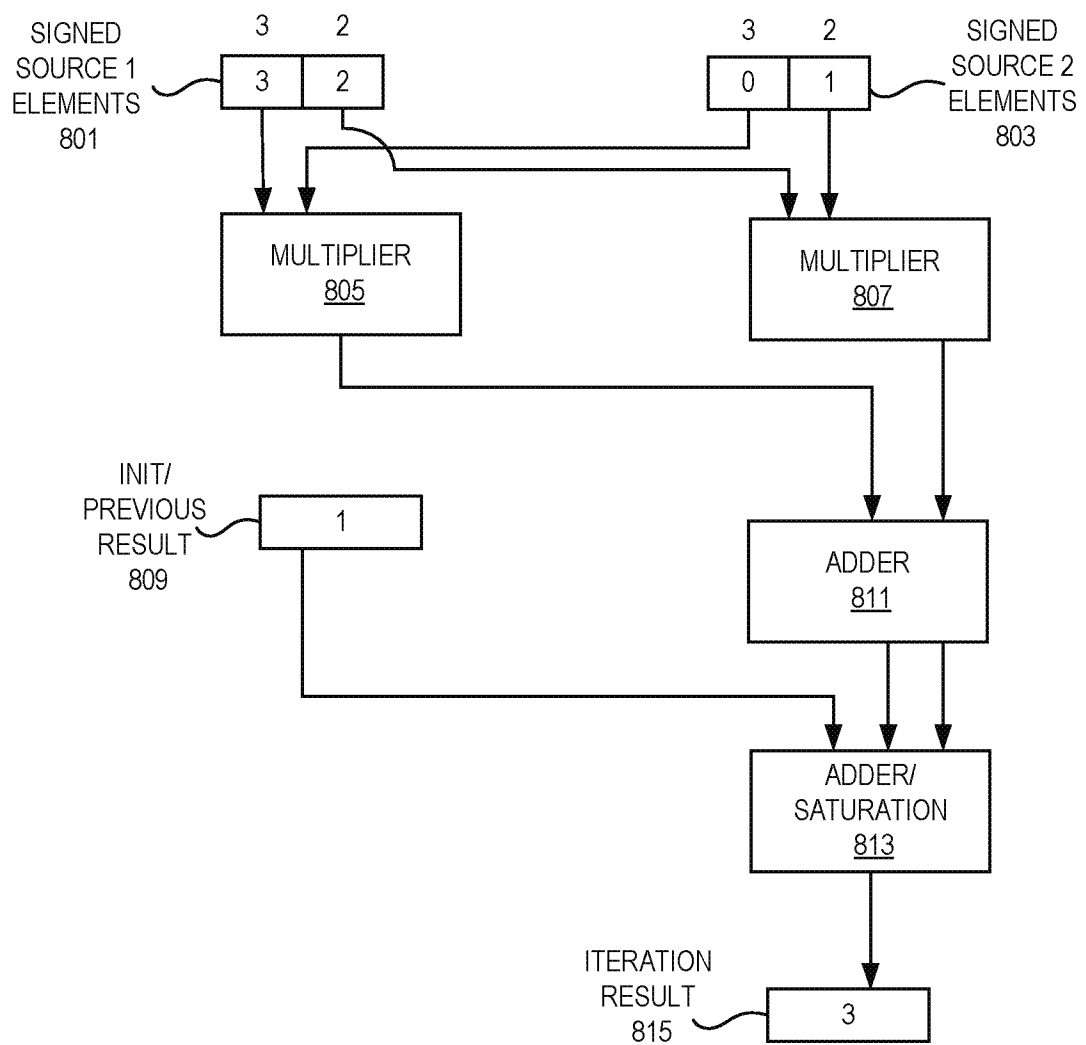 3 2
3 2
SIGNED
SOURCE 1
ELEMENTS
801
3 2
0 1
SIGNED
SOURCE 2
ELEMENTS
803
MULTIPLIER
805
MULTIPLIER
807
INIT/
PREVIOUS
RESULT
809
1
ADDER
811
ADDER/
SATURATION
813
ITERATION
RESULT
815
3